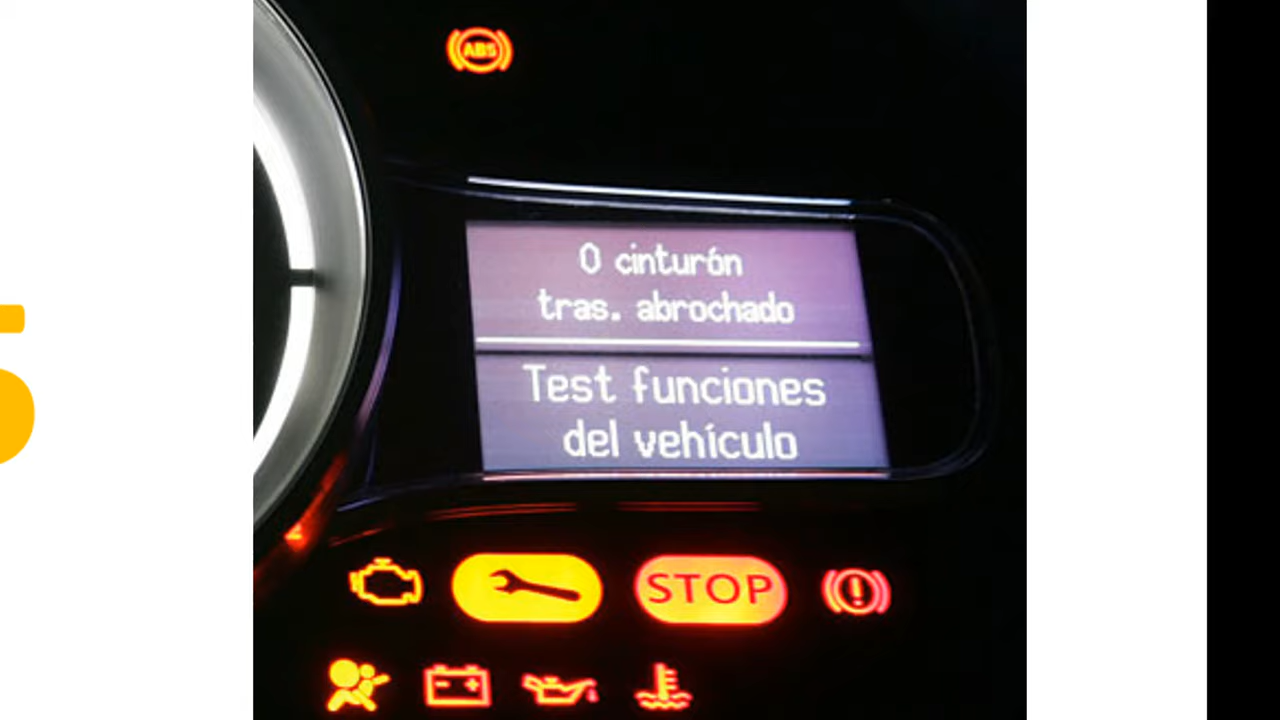 ABS
0 cinturón
tras. abrochado
Test funciones
del vehículo
STOP